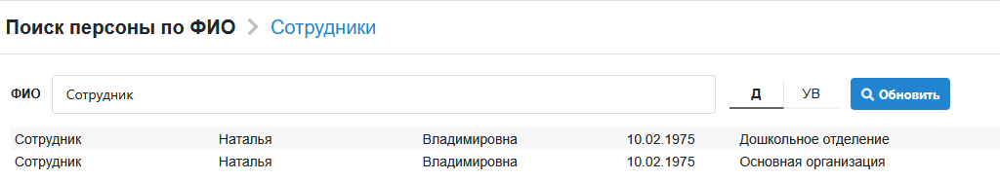 Поиск персоны по ФИО > Сотрудники
ФИО Сотрудник Д УВ Обновить
Сотрудник Наталья Владимировна 10.02.1975 Дошкольное отделение
Сотрудник Наталья Владимировна 10.02.1975 Основная организация